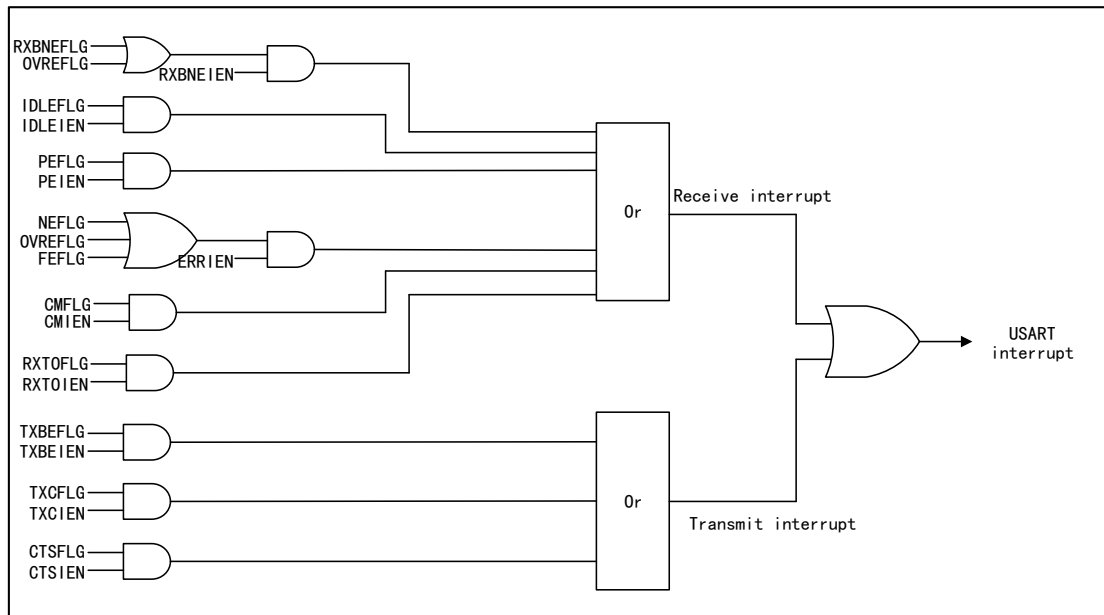 RXBNEFLG
OVREFLG
RXBNEIEN
IDLEFLG
IDLEIEN
PEFLG
PEIEN
NEFLG
OVREFLG
FEFLG
ERRIEN
CMFLG
CMIEN
RXTOFLG
RXTOIEN
Or
Receive interrupt
USART
interrupt
TXBEFLG
TXBEIEN
TXCFLG
TXCIEN
CTSFLG
CTSIEN
Or
Transmit interrupt